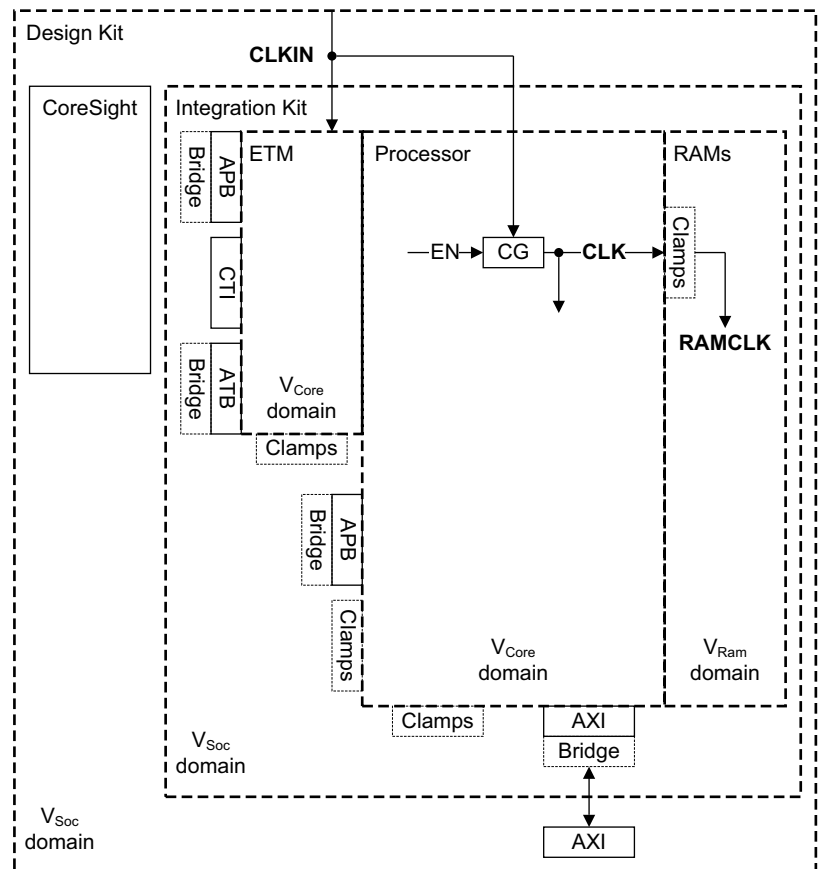 Design Kit
CLKIN
CoreSight
Integration Kit
APB
Bridge
ETM
Processor
RAMs
CTI
Clamps
EN
CG
CLK
RAMCLK
ATB
Bridge
VCore
domain
Clamps
APB
Bridge
Clamps
VCore
domain
VRam
domain
Clamps
AXI
Bridge
VSoc
domain
VSoc
domain
AXI